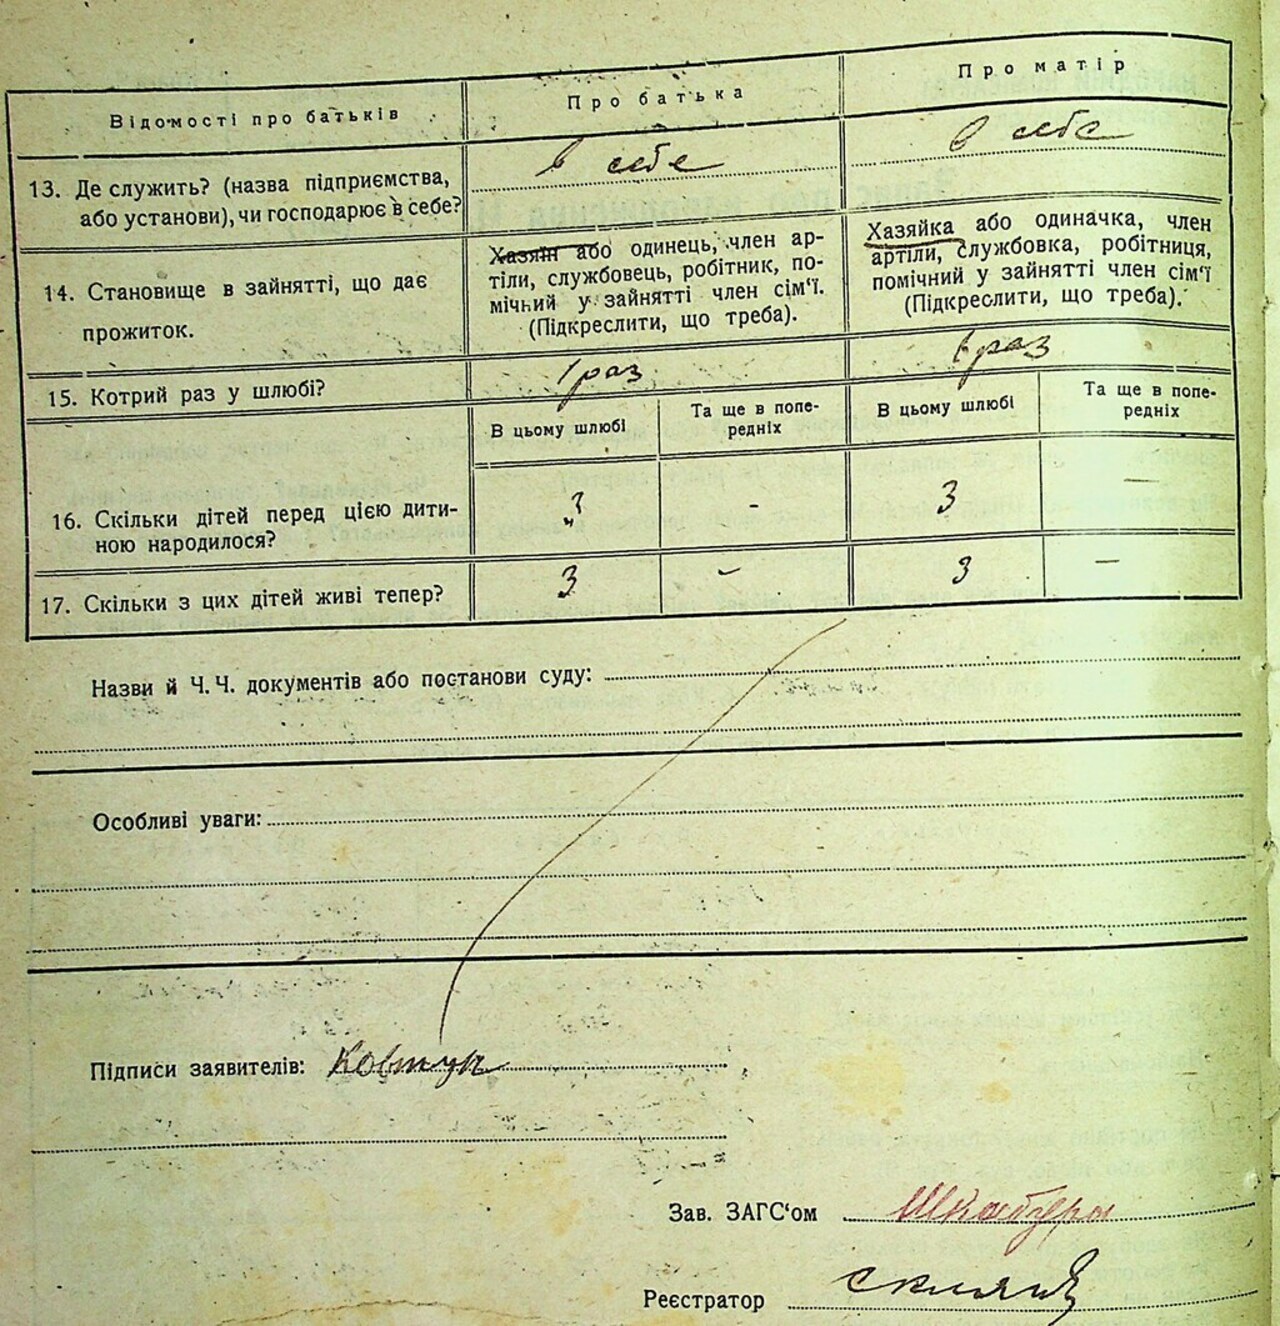 Відомості про батьків
Про батька
Про матір
13. Де служить? (назва підприємства,
або установи), чи господарює в себе?
в себе
в себе
14. Становище в зайнятті, що дає
прожиток.
Хазяїн або одинець, член ар-
тіли, службовець, робітник, по-
мічний у зайнятті член сім'ї.
(Підкреслити, що треба).
Хазяйка або одиначка, член
артіли, службовка, робітниця,
помічний у зайнятті член сім'ї
(Підкреслити, що треба).
15. Котрий раз у шлюбі?
1 раз
1 раз
В цьому шлюбі
Та ще в попе-
редніх
В цьому шлюбі
Та ще в попе-
редніх
16. Скільки дітей перед цією дити-
ною народилося?
3 - 3 —
17. Скільки з цих дітей живі тепер?
3 - 3 —
Назви й Ч. Ч. документів або постанови суду:
Особливі уваги:
Підписи заявителів: Ковтун
Зав. ЗАГС'ом
Реєстратор